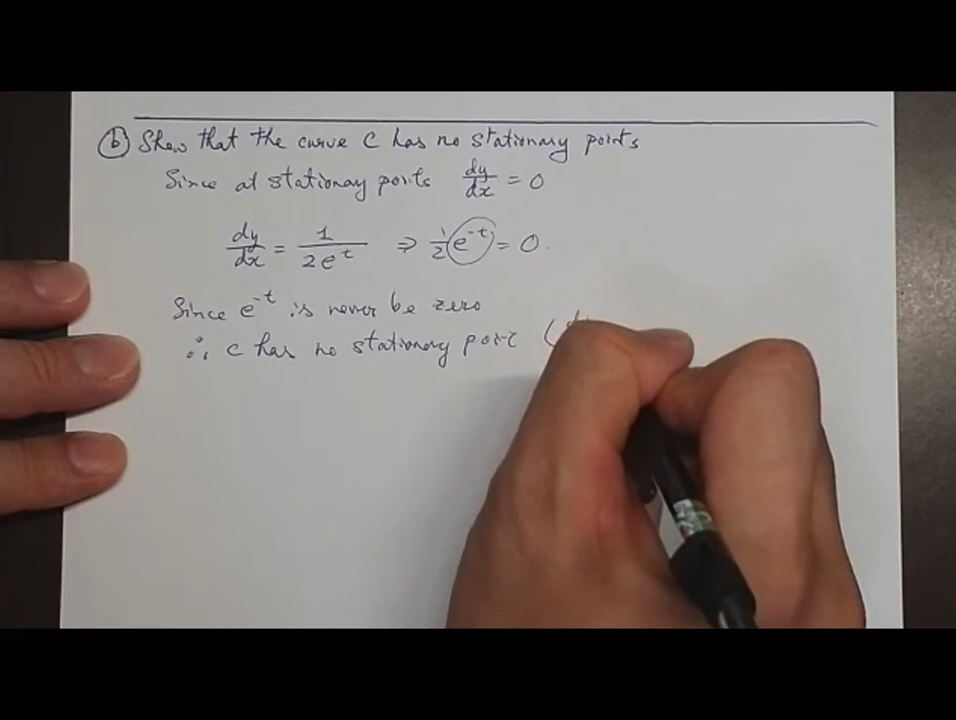 (b) Show that the curve C has no stationary points
Since at stationary points dy/dx = 0
dy/dx = 1/(2e^t) ⇒ 1/2 e^-t = 0.
Since e^-t is never be zero
∴ C has no stationary point (